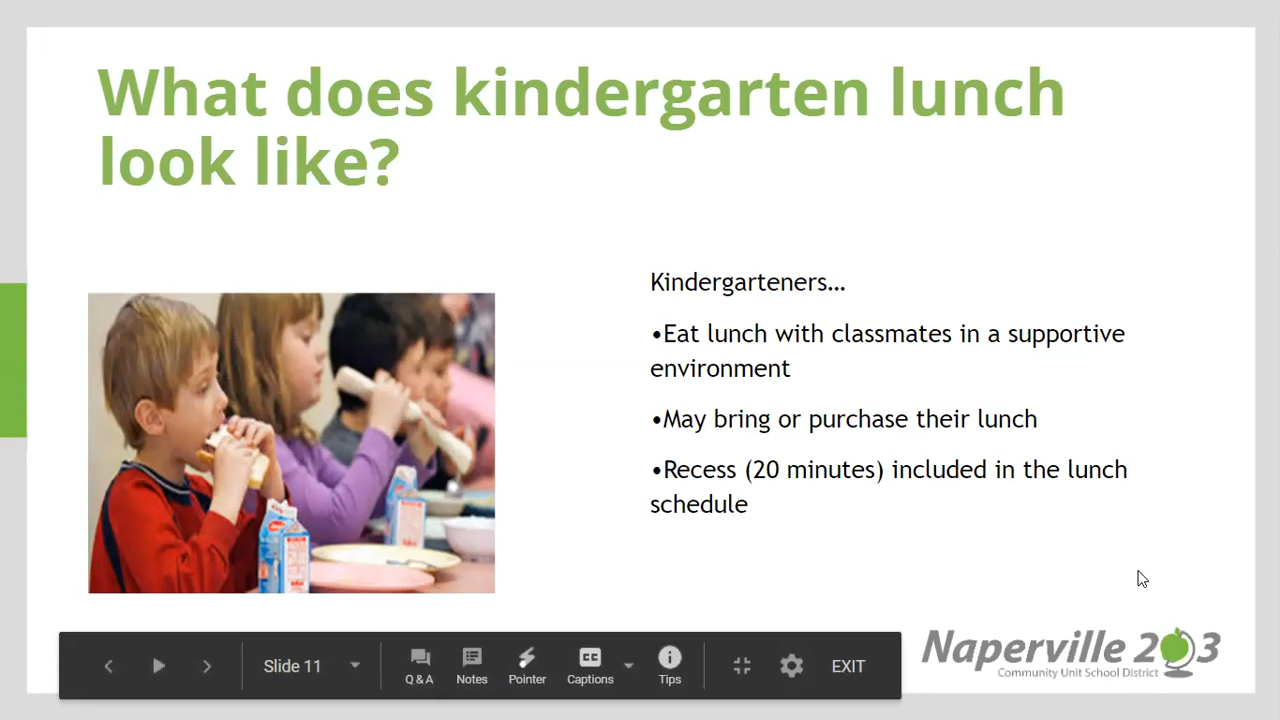 What does kindergarten lunch
look like?
Kindergarteners…
•Eat lunch with classmates in a supportive
environment
•May bring or purchase their lunch
•Recess (20 minutes) included in the lunch
schedule
Slide 11
Q & A
Notes
Pointer
CC
Captions
Tips
EXIT
Naperville 203
Community Unit School District